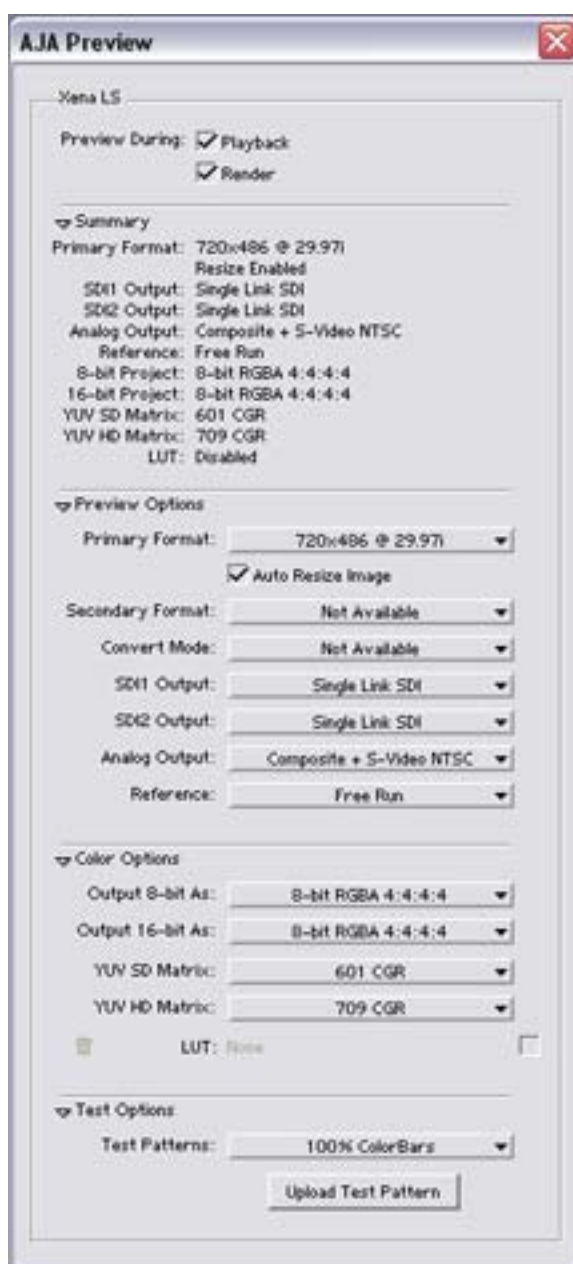 AJA Preview
Xena LS
Preview During: Playback
Render
Summary
Primary Format: 720x486 @ 29.97i
Resize Enabled
SDI1 Output: Single Link SDI
SDI2 Output: Single Link SDI
Analog Output: Composite + S-Video NTSC
Reference: Free Run
8-bit Project: 8-bit RGBA 4:4:4:4
16-bit Project: 8-bit RGBA 4:4:4:4
YUV SD Matrix: 601 CGR
YUV HD Matrix: 709 CGR
LUT: Disabled
Preview Options
Primary Format: 720x486 @ 29.97i
Auto Resize Image
Secondary Format: Not Available
Convert Mode: Not Available
SDI1 Output: Single Link SDI
SDI2 Output: Single Link SDI
Analog Output: Composite + S-Video NTSC
Reference: Free Run
Color Options
Output 8-bit As: 8-bit RGBA 4:4:4:4
Output 16-bit As: 8-bit RGBA 4:4:4:4
YUV SD Matrix: 601 CGR
YUV HD Matrix: 709 CGR
LUT: None
Test Options
Test Patterns: 100% ColorBars
Upload Test Pattern